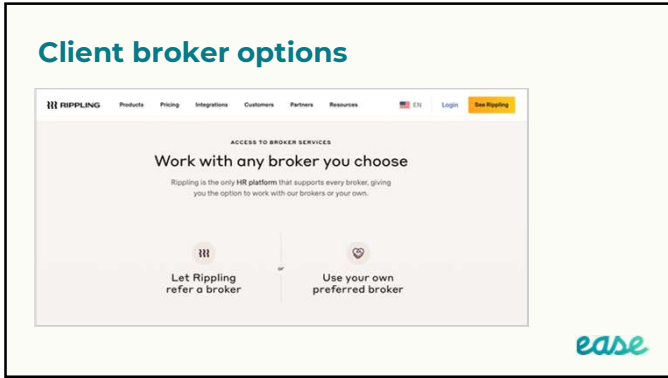 Client broker options
RIPPLING Products Pricing Integrations Customers Partners Resources EN Login See Rippling
ACCESS TO BROKER SERVICES
Work with any broker you choose
Rippling is the only HR platform that supports every broker, giving
you the option to work with our brokers or your own.
Let Rippling
refer a broker
or
Use your own
preferred broker
ease